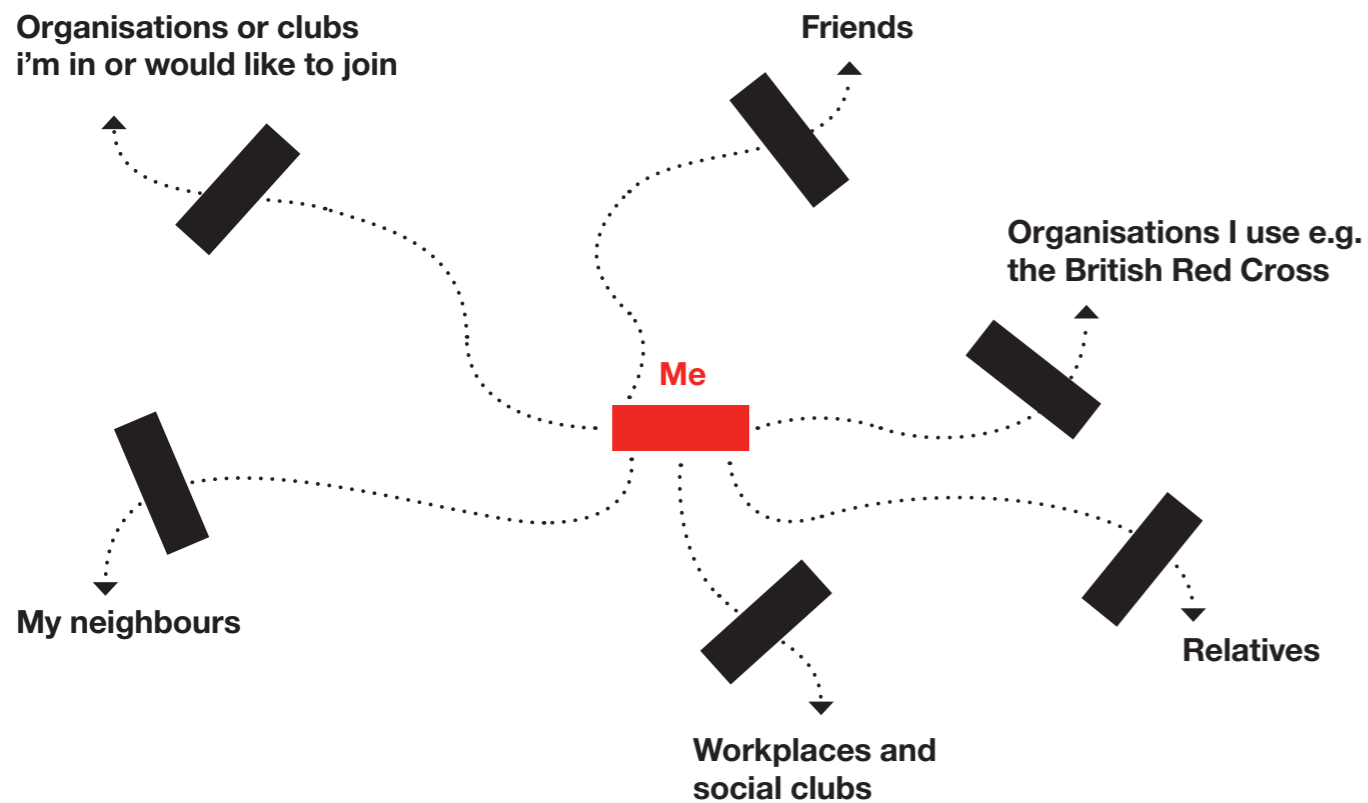 Organisations or clubs
i'm in or would like to join
Friends
Organisations I use e.g.
the British Red Cross
Me
My neighbours
Relatives
Workplaces and
social clubs